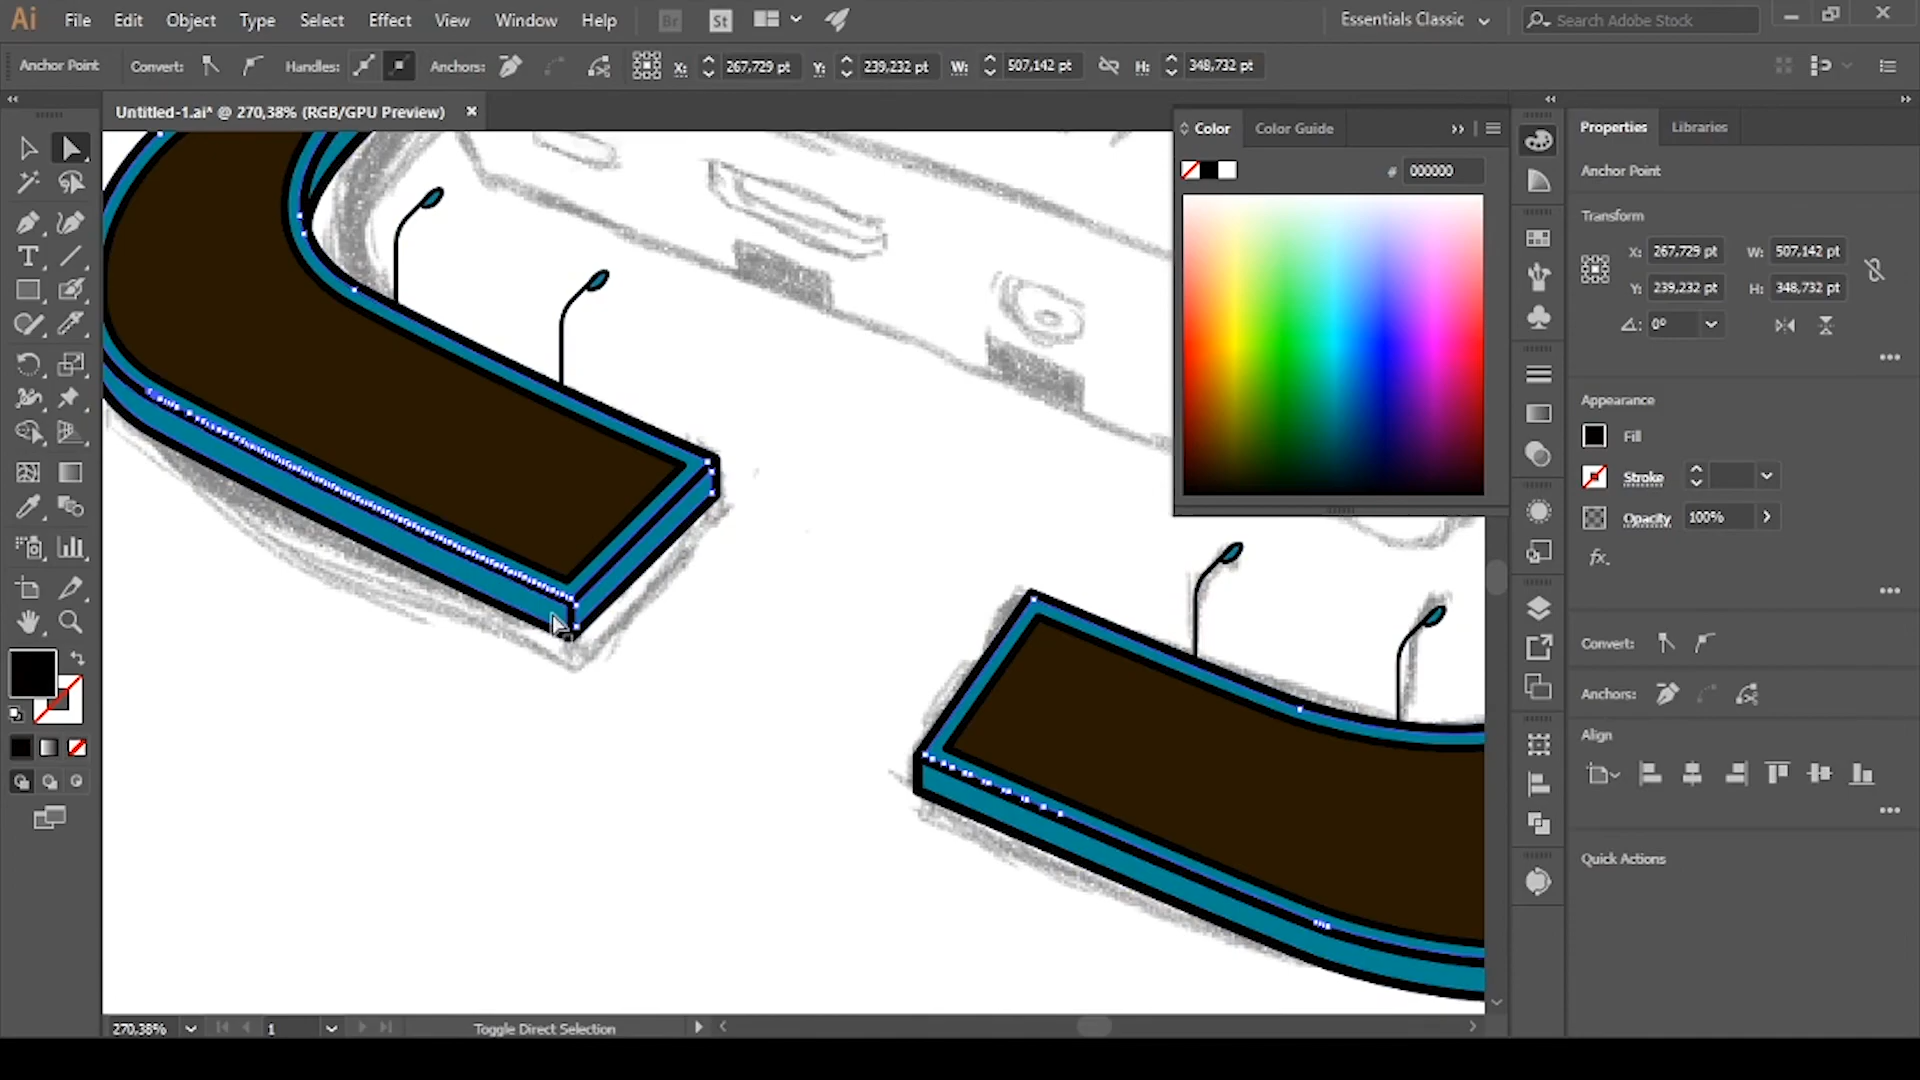 Ai File Edit Object Type Select Effect View Window Help Br St Essentials Classic Search Adobe Stock
Anchor Point Convert: Handles: Anchors: X: 267,729 pt Y: 239,232 pt W: 507,142 pt H: 348,732 pt
Untitled-1.ai* @ 270,38% (RGB/GPU Preview)
Color Color Guide
# 000000
Properties Libraries
Anchor Point
Transform
X: 267,729 pt W: 507,142 pt
Y: 239,232 pt H: 348,732 pt
0°
Appearance
Fill
Stroke
Opacity 100%
fx.
Convert:
Anchors:
Align
Quick Actions
270,38% 1 Toggle Direct Selection